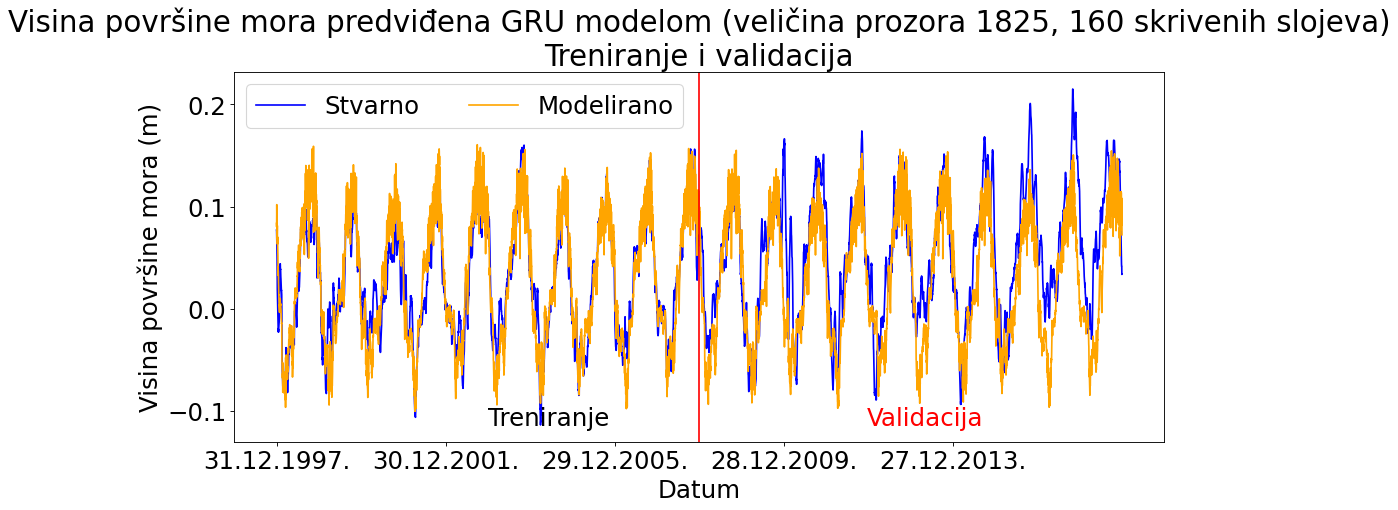 Visina površine mora predviđena GRU modelom (veličina prozora 1825, 160 skrivenih slojeva)
Treniranje i validacija
Stvarno Modelirano
Visina površine mora (m)
0.2
0.1
0.0
−0.1
Treniranje Validacija
31.12.1997. 30.12.2001. 29.12.2005. 28.12.2009. 27.12.2013.
Datum